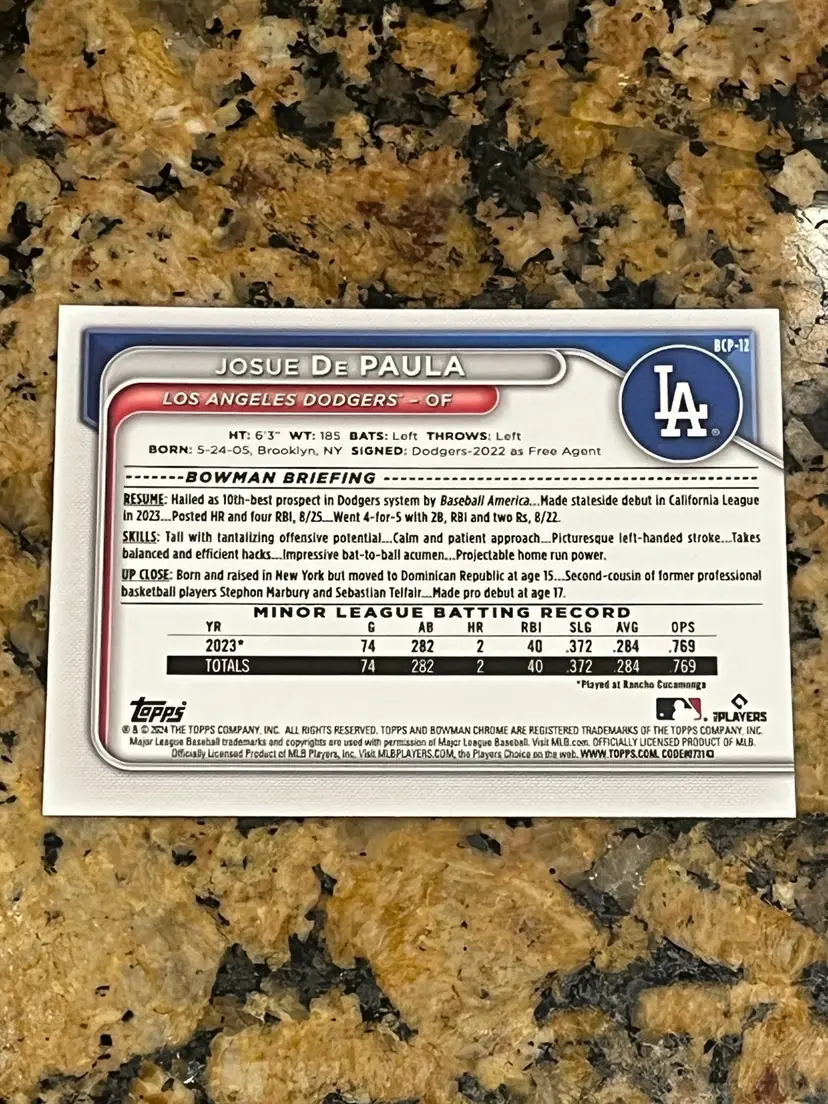 BCP-12
JOSUE DE PAULA
LOS ANGELES DODGERS™ – OF
LA
HT: 6'3" WT: 185 BATS: Left THROWS: Left
BORN: 5-24-05, Brooklyn, NY SIGNED: Dodgers-2022 as Free Agent
BOWMAN BRIEFING
RESUME: Hailed as 10th-best prospect in Dodgers system by Baseball America...Made stateside debut in California League
in 2023...Posted HR and four RBI, 8/25...Went 4-for-5 with 2B, RBI and two Rs, 8/22.
SKILLS: Tall with tantalizing offensive potential...Calm and patient approach...Picturesque left-handed stroke...Takes
balanced and efficient hacks...Impressive bat-to-ball acumen...Projectable home run power.
UP CLOSE: Born and raised in New York but moved to Dominican Republic at age 15...Second-cousin of former professional
basketball players Stephon Marbury and Sebastian Telfair...Made pro debut at age 17.
MINOR LEAGUE BATTING RECORD
YR G AB HR RBI SLG AVG OPS
2023* 74 282 2 40 .372 .284 .769
TOTALS 74 282 2 40 .372 .284 .769
*Played at Rancho Cucamonga
Topps
PLAYERS
® & © 2024 THE TOPPS COMPANY, INC. ALL RIGHTS RESERVED. TOPPS AND BOWMAN CHROME ARE REGISTERED TRADEMARKS OF THE TOPPS COMPANY, INC.
Major League Baseball trademarks and copyrights are used with permission of Major League Baseball. Visit MLB.com. OFFICIALLY LICENSED PRODUCT OF MLB
Officially Licensed Product of MLB Players, Inc. Visit MLBPLAYERS.COM, the Players Choice on the web. WWW.TOPPS.COM.